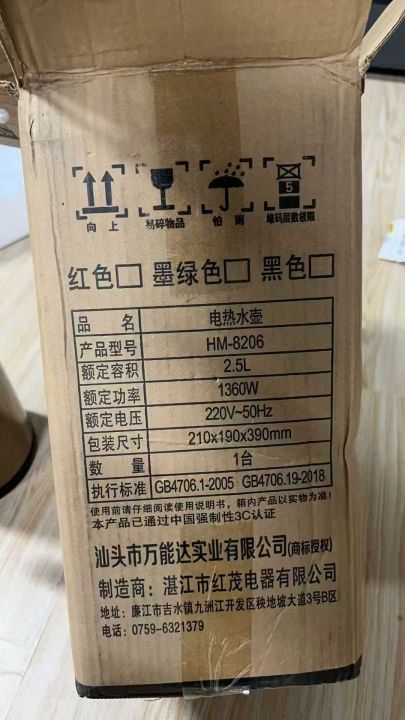 向上 易碎物品 怕雨 5 堆码层数极限
红色□ 墨绿色□ 黑色□
品名 电热水壶
产品型号 HM-8206
额定容积 2.5L
额定功率 1360W
额定电压 220V~50Hz
包装尺寸 210x190x390mm
数量 1台
执行标准 GB4706.1-2005 GB4706.19-2018
使用前请仔细阅读使用说明书，箱内产品以实物为准！
本产品已通过中国强制性3C认证
汕头市万能达实业有限公司(商标授权)
制造商：湛江市红茂电器有限公司
地址：廉江市吉水镇九洲江开发区秧地坡大道3号B区
电话：0759-6321379